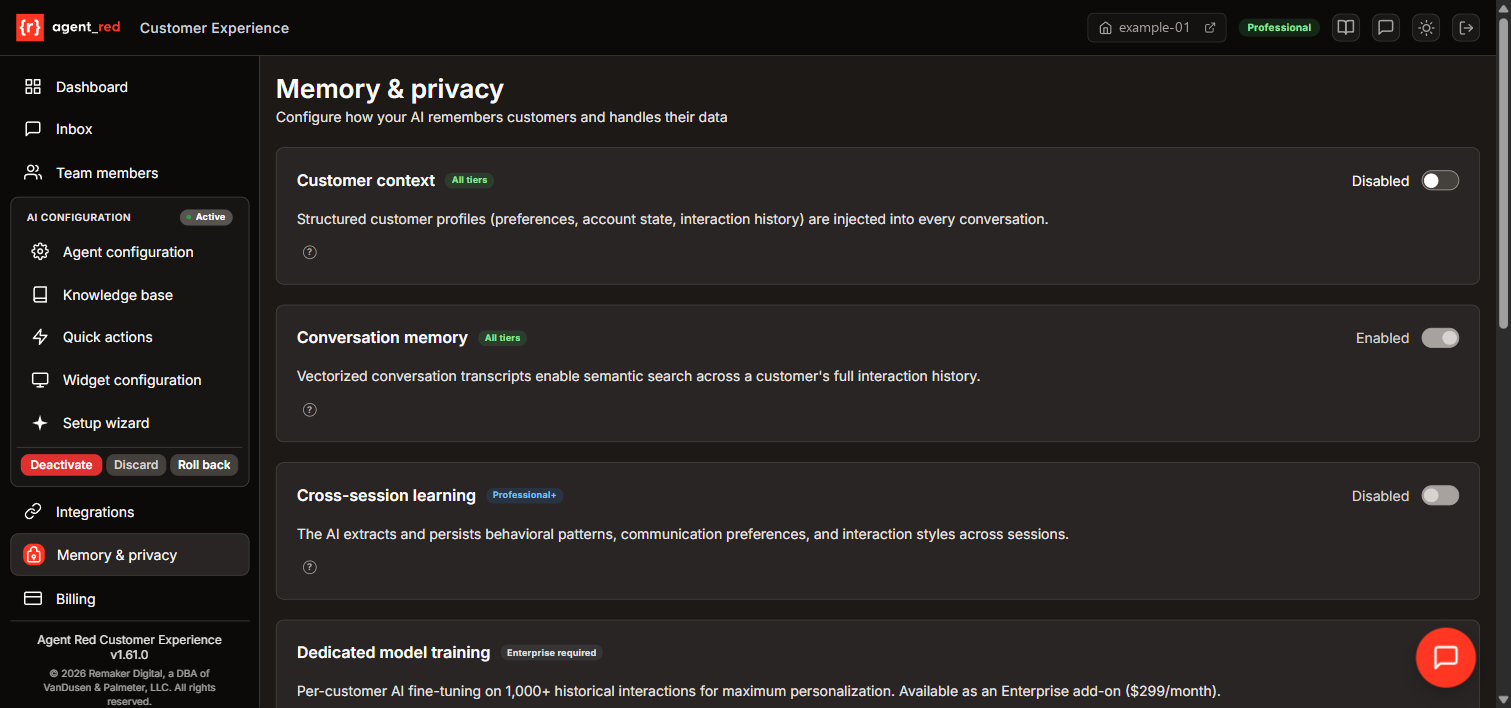 {r} agent_red Customer Experience
example-01
Professional
Dashboard
Inbox
Team members
AI CONFIGURATION
Active
Agent configuration
Knowledge base
Quick actions
Widget configuration
Setup wizard
Deactivate
Discard
Roll back
Integrations
Memory & privacy
Billing
Agent Red Customer Experience
v1.61.0
© 2026 Remaker Digital, a DBA of
VanDusen & Palmeter, LLC. All rights
reserved.
Memory & privacy
Configure how your AI remembers customers and handles their data
Customer context
All tiers
Disabled
Structured customer profiles (preferences, account state, interaction history) are injected into every conversation.
?
Conversation memory
All tiers
Enabled
Vectorized conversation transcripts enable semantic search across a customer's full interaction history.
?
Cross-session learning
Professional+
Disabled
The AI extracts and persists behavioral patterns, communication preferences, and interaction styles across sessions.
?
Dedicated model training
Enterprise required
Per-customer AI fine-tuning on 1,000+ historical interactions for maximum personalization. Available as an Enterprise add-on ($299/month).